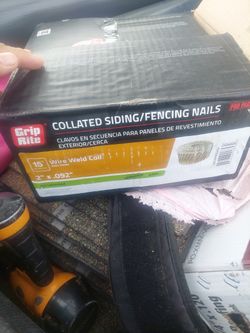 Grip
Rite
COLLATED SIDING/FENCING NAILS
CLAVOS EN SECUENCIA PARA PANELES DE REVESTIMIENTO
EXTERIOR/CERCA
15°
Wire Weld Coil
2" x .092"